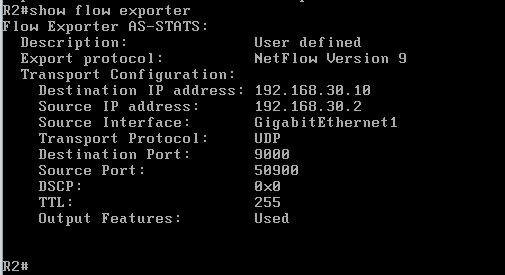 R2#show flow exporter
Flow Exporter AS-STATS:
  Description:              User defined
  Export protocol:          NetFlow Version 9
  Transport Configuration:
    Destination IP address: 192.168.30.10
    Source IP address:      192.168.30.2
    Source Interface:       GigabitEthernet1
    Transport Protocol:     UDP
    Destination Port:       9000
    Source Port:            50900
    DSCP:                   0x0
    TTL:                    255
    Output Features:        Used
R2#